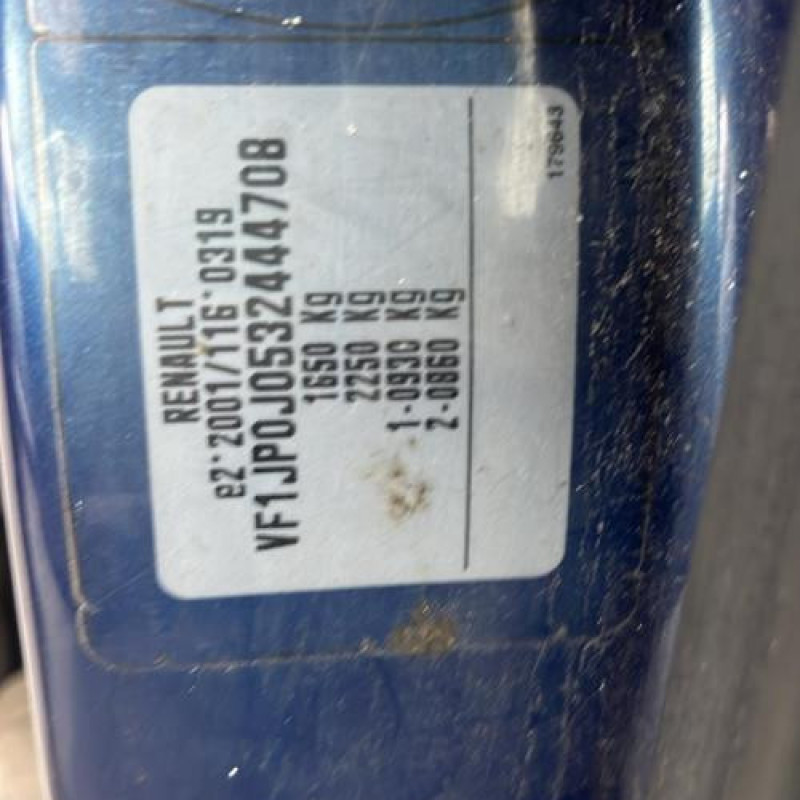 RENAULT
e2*2001/116*0319
VF1JP0J0532444708
1650 Kg
2250 Kg
1-0930 Kg
2-0860 Kg
179643